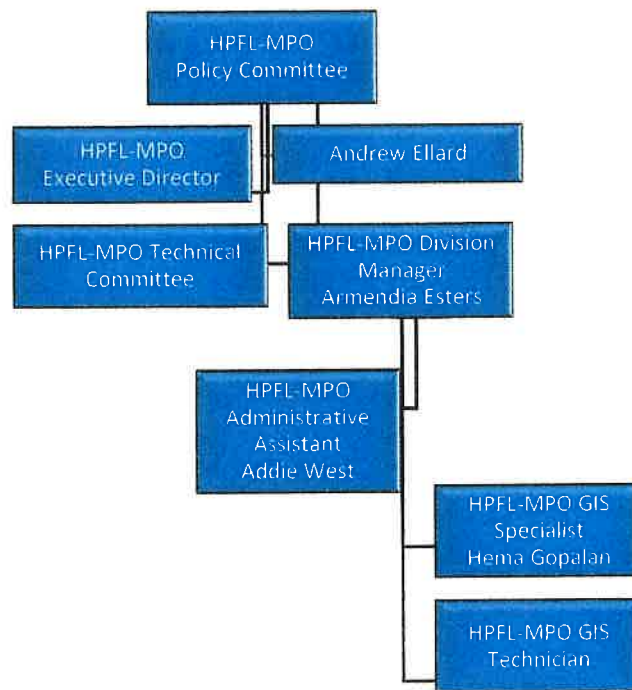 HPFL-MPO
Policy Committee
HPFL-MPO
Executive Director
Andrew Ellard
HPFL-MPO Technical
Committee
HPFL-MPO Division
Manager
Armendia Esters
HPFL-MPO
Administrative
Assistant
Addie West
HPFL-MPO GIS
Specialist
Hema Gopalan
HPFL-MPO GIS
Technician